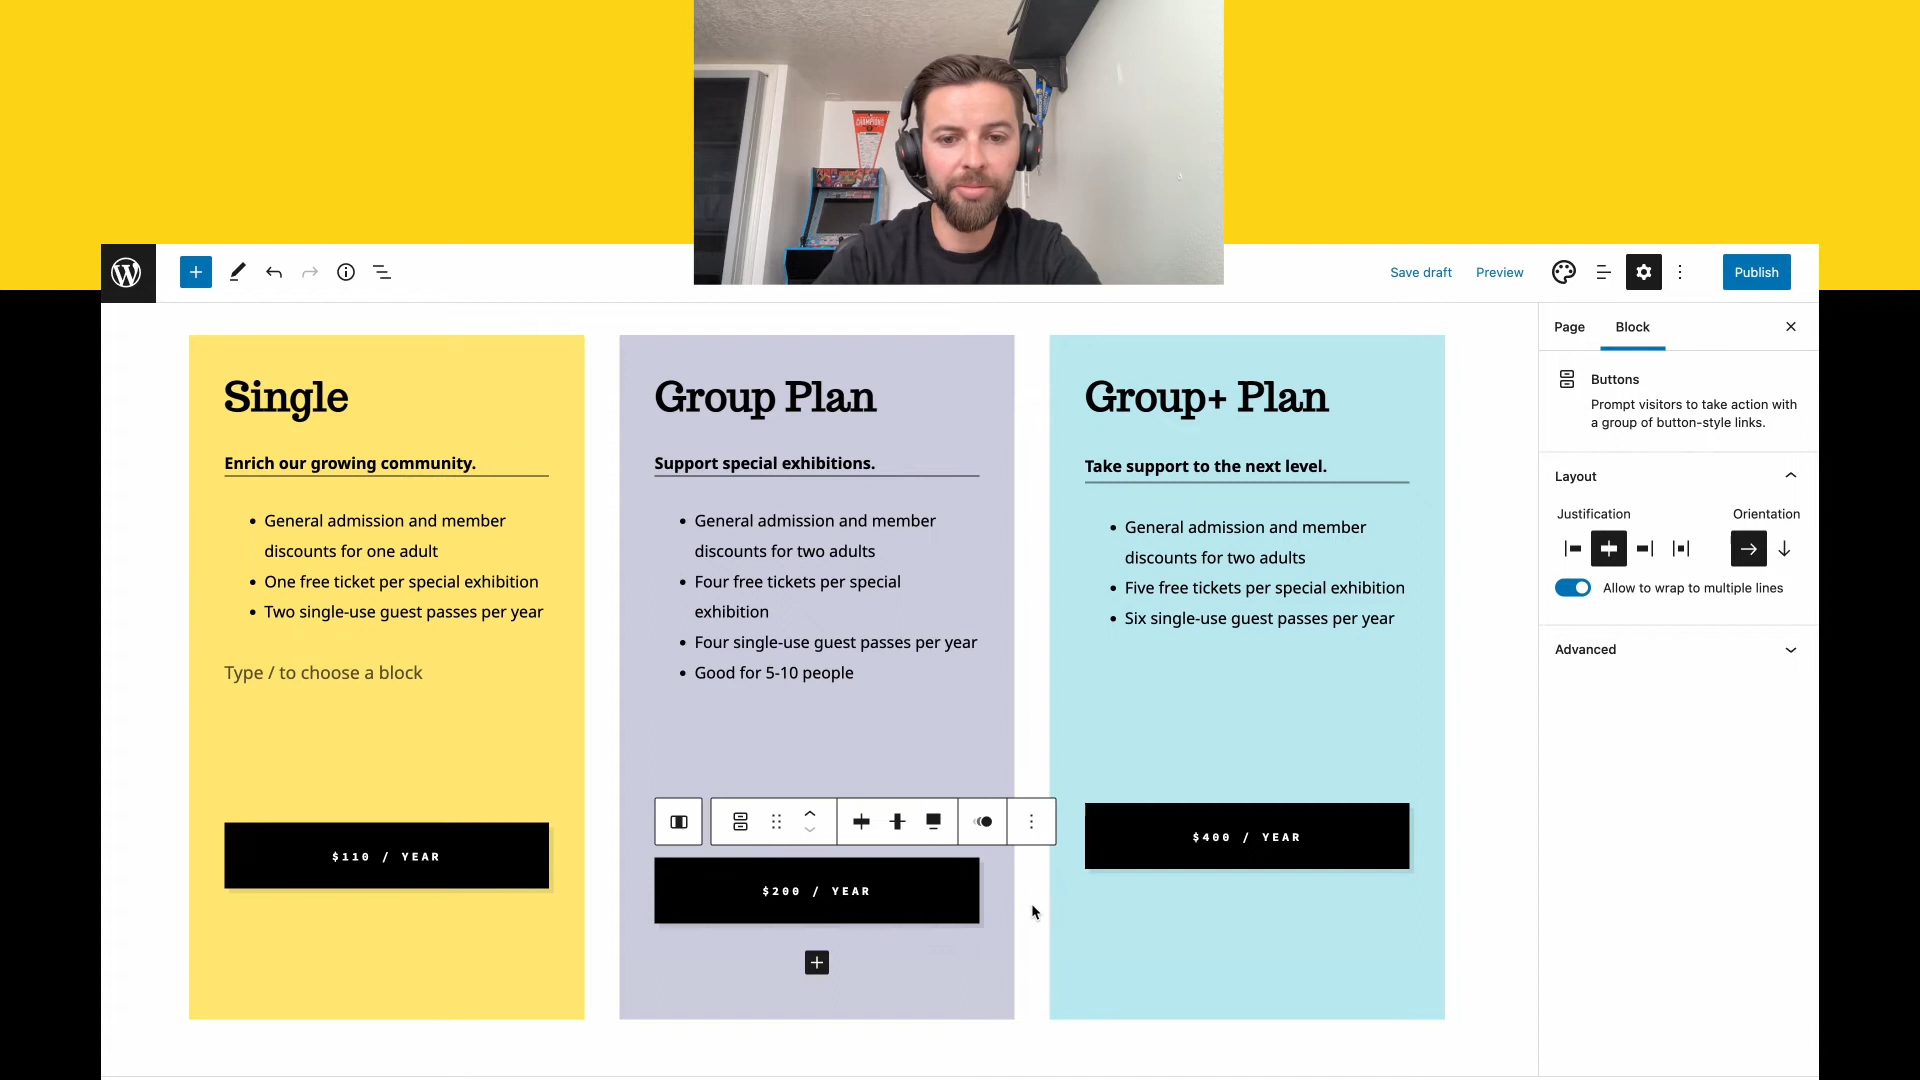 CHAMPIONS
Save draft
Preview
Publish
Single
Enrich our growing community.
General admission and member
discounts for one adult
One free ticket per special exhibition
Two single-use guest passes per year
Type / to choose a block
$110 / YEAR
Group Plan
Support special exhibitions.
General admission and member
discounts for two adults
Four free tickets per special
exhibition
Four single-use guest passes per year
Good for 5-10 people
$200 / YEAR
Group+ Plan
Take support to the next level.
General admission and member
discounts for two adults
Five free tickets per special exhibition
Six single-use guest passes per year
$400 / YEAR
Page
Block
Buttons
Prompt visitors to take action with
a group of button-style links.
Layout
Justification
Orientation
Allow to wrap to multiple lines
Advanced